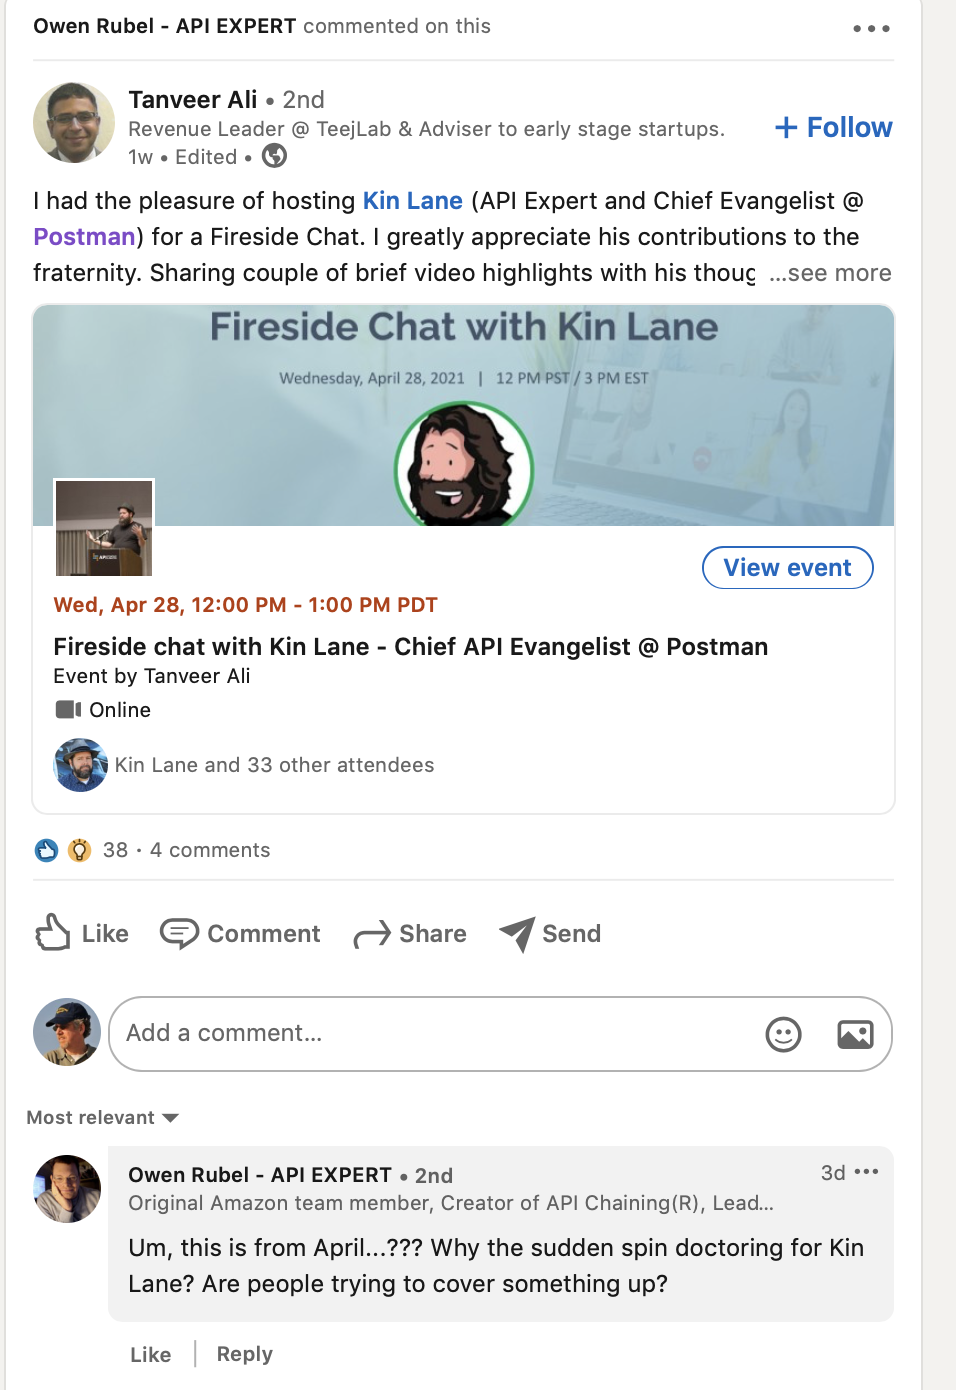 Owen Rubel - API EXPERT commented on this
Tanveer Ali • 2nd
Revenue Leader @ TeejLab & Adviser to early stage startups.
+ Follow
1w • Edited •
I had the pleasure of hosting Kin Lane (API Expert and Chief Evangelist @
Postman) for a Fireside Chat. I greatly appreciate his contributions to the
fraternity. Sharing couple of brief video highlights with his thoug ...see more
Fireside Chat with Kin Lane
Wednesday, April 28, 2021 | 12 PM PST / 3 PM EST
View event
Wed, Apr 28, 12:00 PM - 1:00 PM PDT
Fireside chat with Kin Lane - Chief API Evangelist @ Postman
Event by Tanveer Ali
Online
Kin Lane and 33 other attendees
38 · 4 comments
Like Comment Share Send
Add a comment...
Most relevant
Owen Rubel - API EXPERT • 2nd
3d
Original Amazon team member, Creator of API Chaining(R), Lead...
Um, this is from April...??? Why the sudden spin doctoring for Kin
Lane? Are people trying to cover something up?
Like | Reply